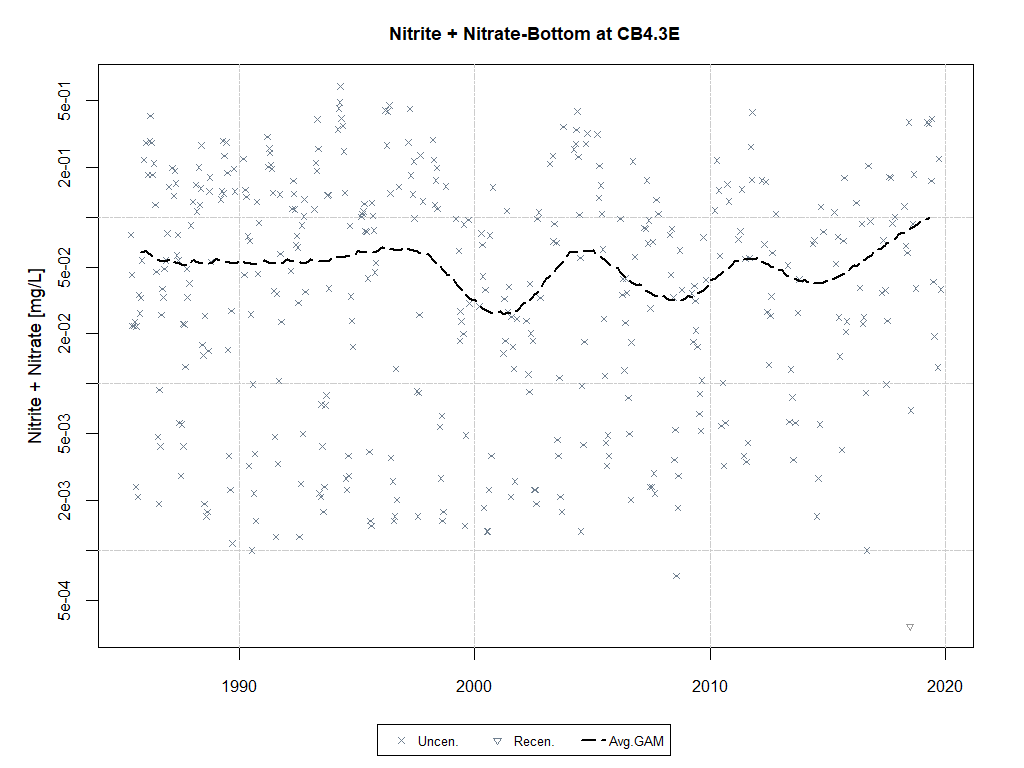 Nitrite + Nitrate-Bottom at CB4.3E
Nitrite + Nitrate [mg/L]
5e-01
2e-01
5e-02
2e-02
5e-03
2e-03
5e-04
1990 2000 2010 2020
Uncen. Recen. Avg.GAM